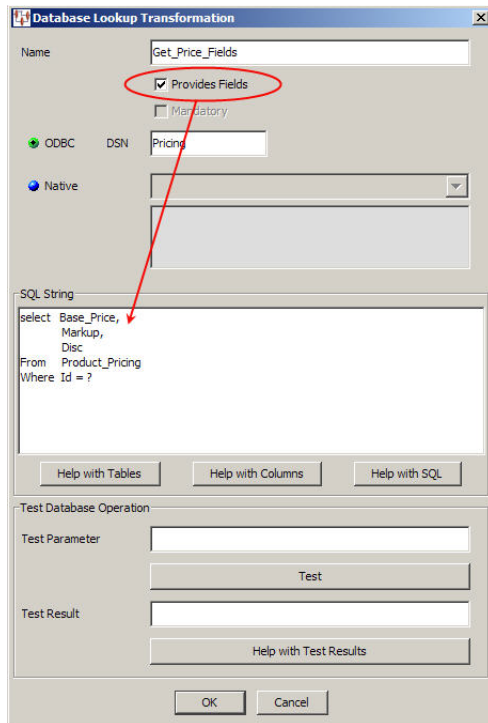 Database Lookup Transformation
Name Get_Price_Fields
Provides Fields
Mandatory
ODBC DSN Pricing
Native
SQL String
select Base_Price,
Markup,
Disc
From Product_Pricing
Where Id = ?
Help with Tables Help with Columns Help with SQL
Test Database Operation
Test Parameter
Test
Test Result
Help with Test Results
OK Cancel